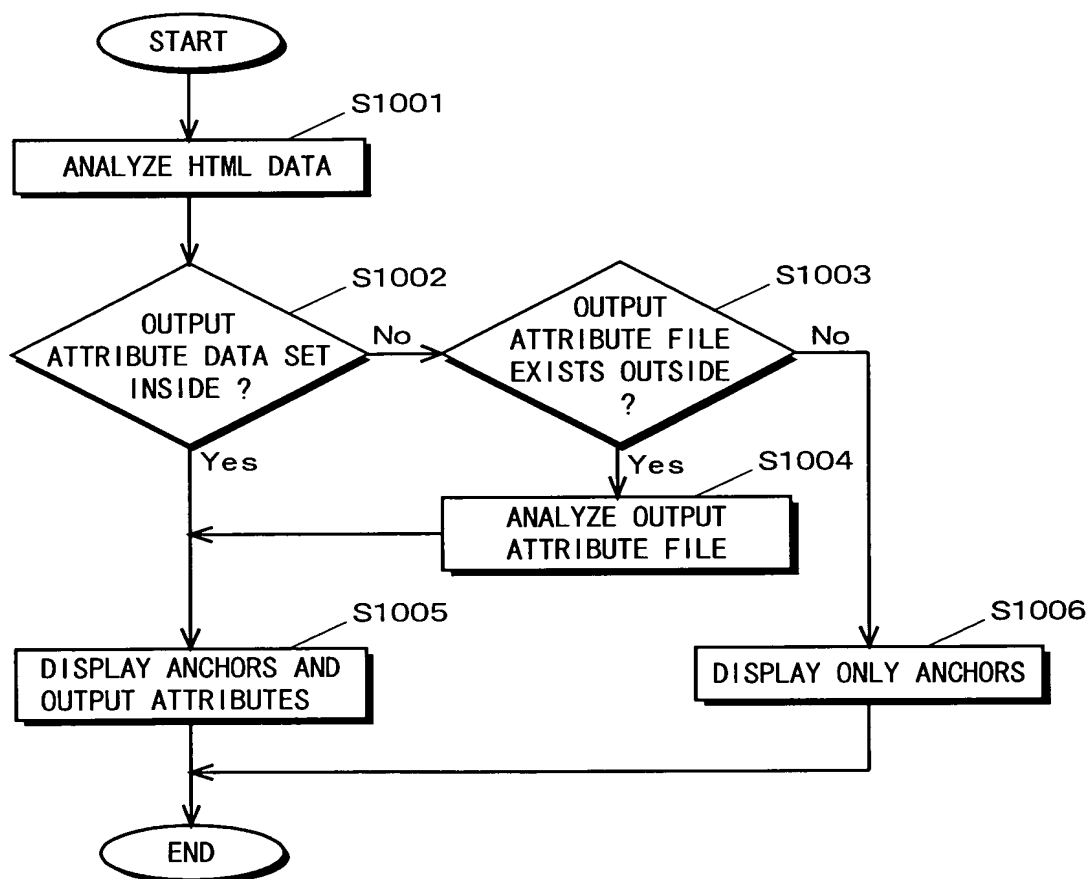 START
S1001
ANALYZE HTML DATA
S1002
OUTPUT
ATTRIBUTE DATA SET
INSIDE ?
No
Yes
S1003
OUTPUT
ATTRIBUTE FILE
EXISTS OUTSIDE
?
No
Yes
S1004
ANALYZE OUTPUT
ATTRIBUTE FILE
S1005
DISPLAY ANCHORS AND
OUTPUT ATTRIBUTES
S1006
DISPLAY ONLY ANCHORS
END